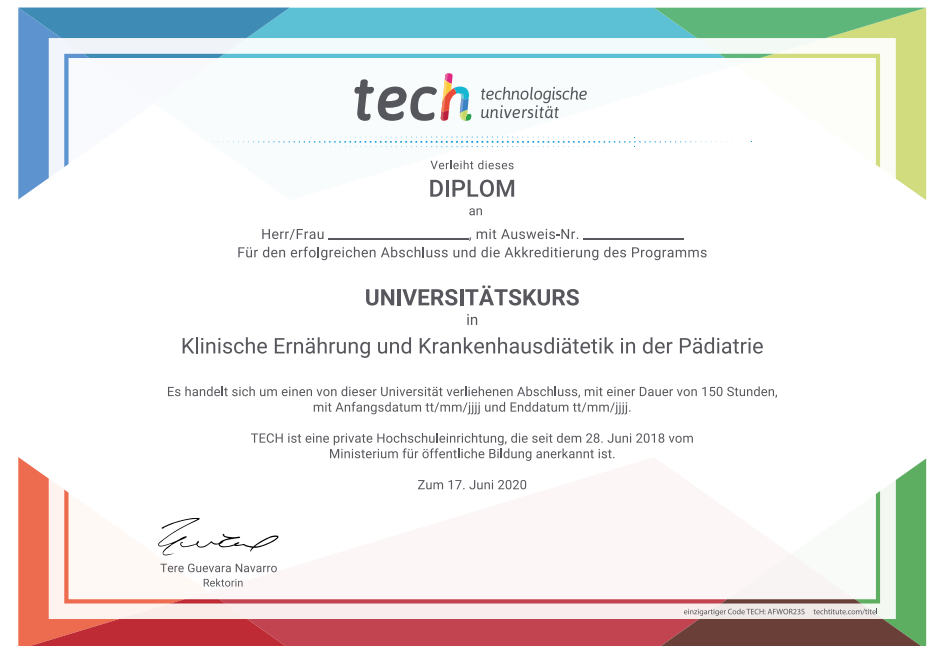 tech technologische
universität
Verleiht dieses
DIPLOM
an
Herr/Frau ____________________, mit Ausweis-Nr. ______________
Für den erfolgreichen Abschluss und die Akkreditierung des Programms
UNIVERSITÄTSKURS
in
Klinische Ernährung und Krankenhausdiätetik in der Pädiatrie
Es handelt sich um einen von dieser Universität verliehenen Abschluss, mit einer Dauer von 150 Stunden,
mit Anfangsdatum tt/mm/jjjj und Enddatum tt/mm/jjjj.
TECH ist eine private Hochschuleinrichtung, die seit dem 28. Juni 2018 vom
Ministerium für öffentliche Bildung anerkannt ist.
Zum 17. Juni 2020
Tere Guevara Navarro
Rektorin
einzigartiger Code TECH: AFWOR23S techtitute.com/titel